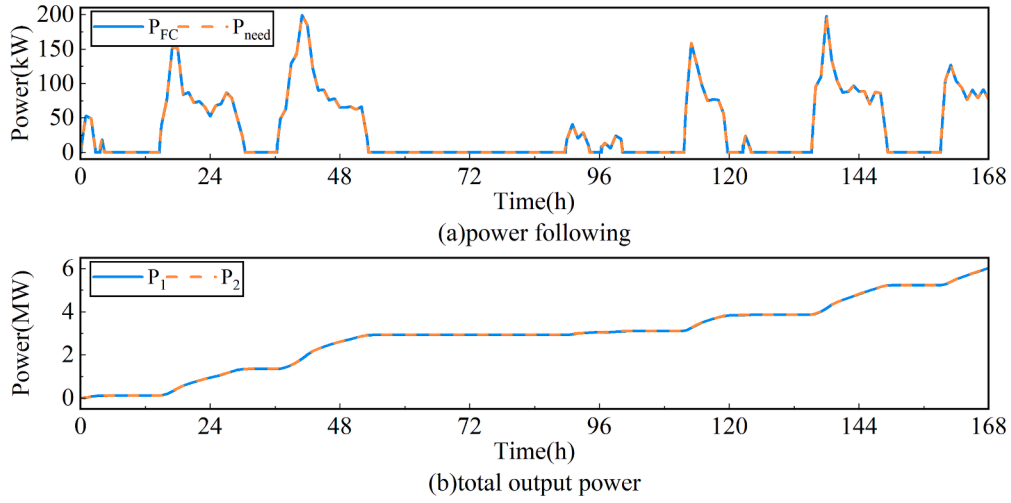 200
150
100
50
0
Power(kW)
P_FC P_need
0 24 48 72 96 120 144 168
Time(h)
(a)power following
6
4
2
0
Power(MW)
P_1 P_2
0 24 48 72 96 120 144 168
Time(h)
(b)total output power